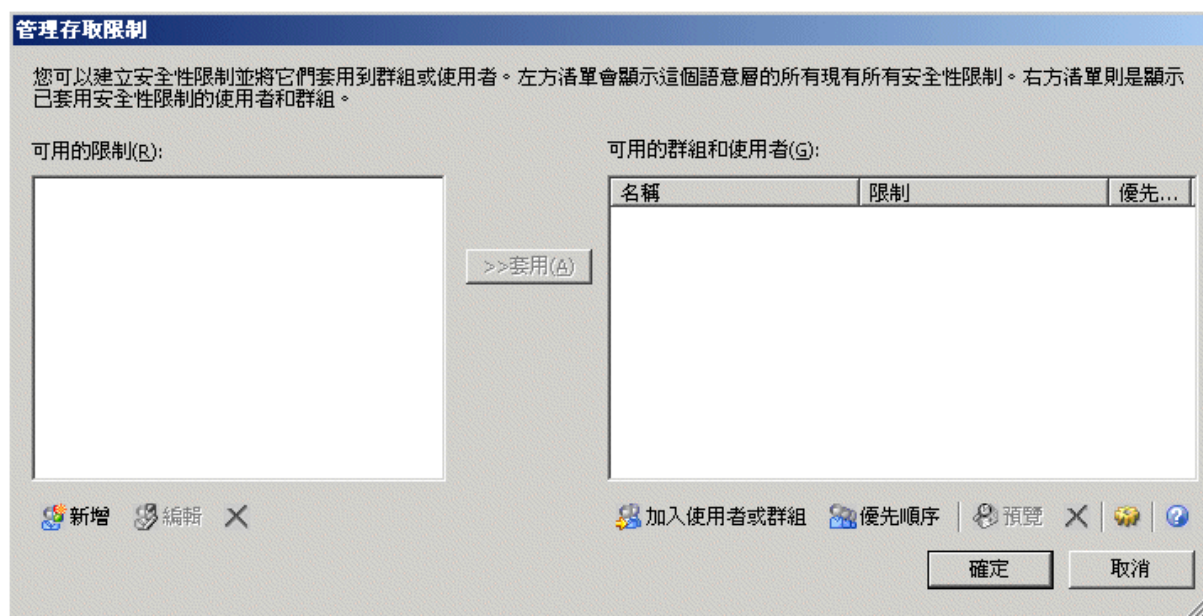 管理存取限制
您可以建立安全性限制並將它們套用到群組或使用者。左方清單會顯示這個語意層的所有現有所有安全性限制。右方清單則是顯示
已套用安全性限制的使用者和群組。
可用的限制(R):
可用的群組和使用者(G):
名稱 限制 優先...
>>套用(A)
新增 編輯
加入使用者或群組 優先順序 預覽
確定 取消